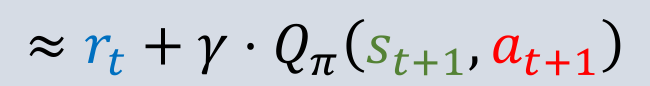 ≈ r_t + γ · Q_π(s_{t+1}, a_{t+1})